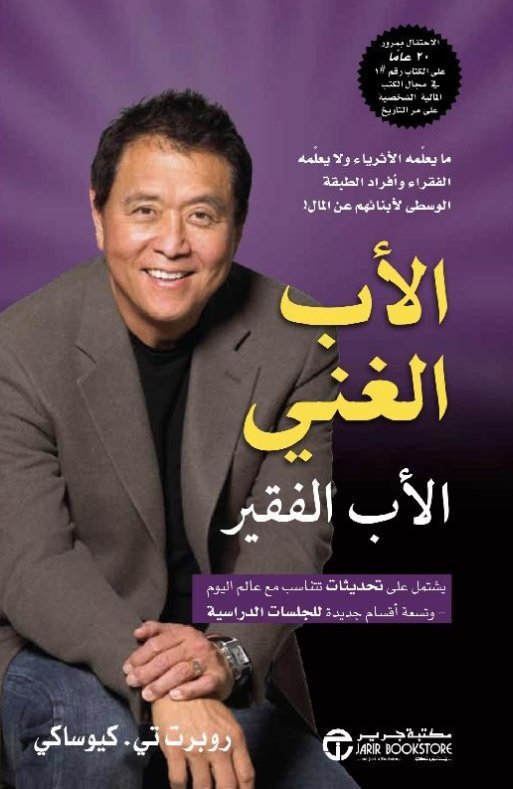 الاحتفال بمرور
٢٠ عامًا
على الكتاب رقم #١
في مجال الكتب
المالية الشخصية
على مر التاريخ
ما يعلّمه الأثرياء ولا يعلّمه
الفقراء وأفراد الطبقة
الوسطى لأبنائهم عن المال!
الأب
الغني
الأب الفقير
يشتمل على تحديثات تتناسب مع عالم اليوم
– وتسعة أقسام جديدة للجلسات الدراسية
روبرت تي. كيوساكي
مكتبة جرير
JARIR BOOKSTORE